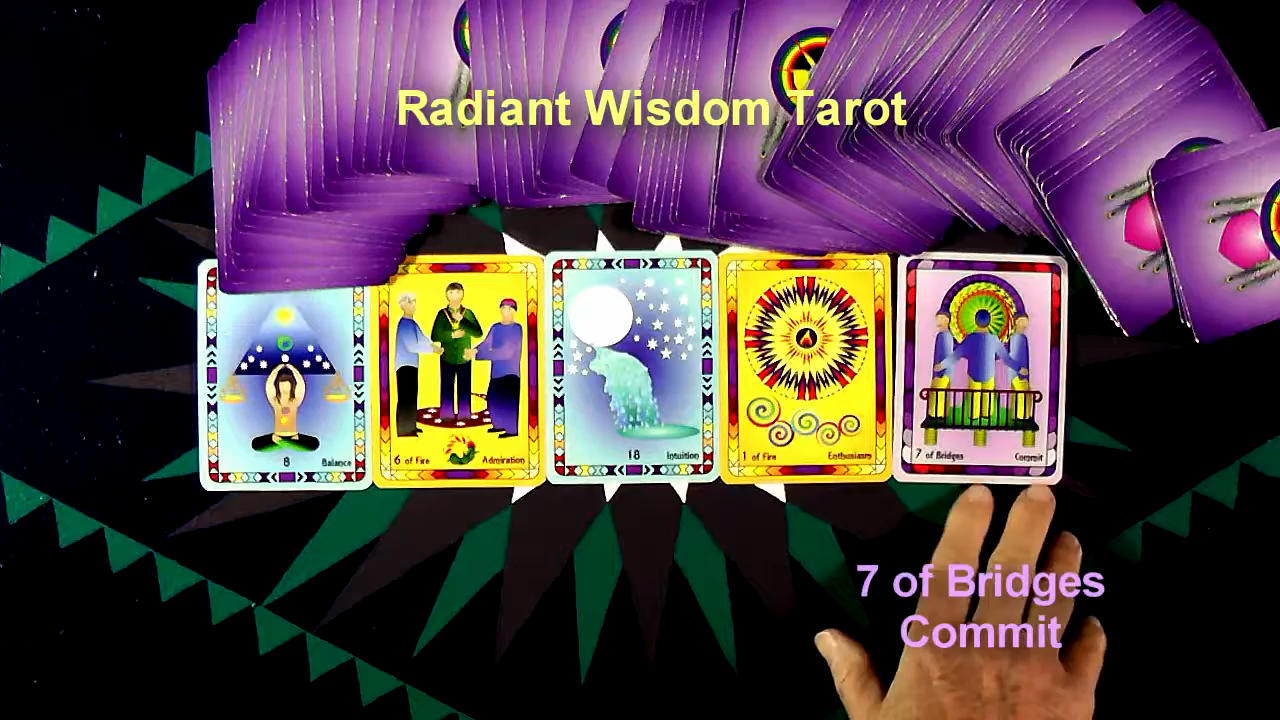 Radiant Wisdom Tarot
8 Balance
6 of Fire Admiration
18 Intuition
1 of Fire Enthusiasm
7 of Bridges Commit
7 of Bridges
Commit